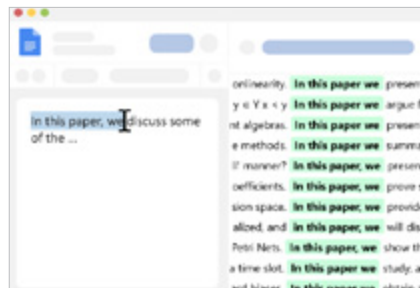 In this paper, we discuss some
of the ...
onlinearity. In this paper we presen
y ∈ Y x < y In this paper we argue f
nt algebras. In this paper, we presen
e methods. In this paper, we summa
l? manner? In this paper, we presen
oefficients. In this paper, we prove
sion space. In this paper, we provid
alized, and In this paper, we will dis
Petri Nets. In this paper, we show th
a time slot. In this paper we study, a